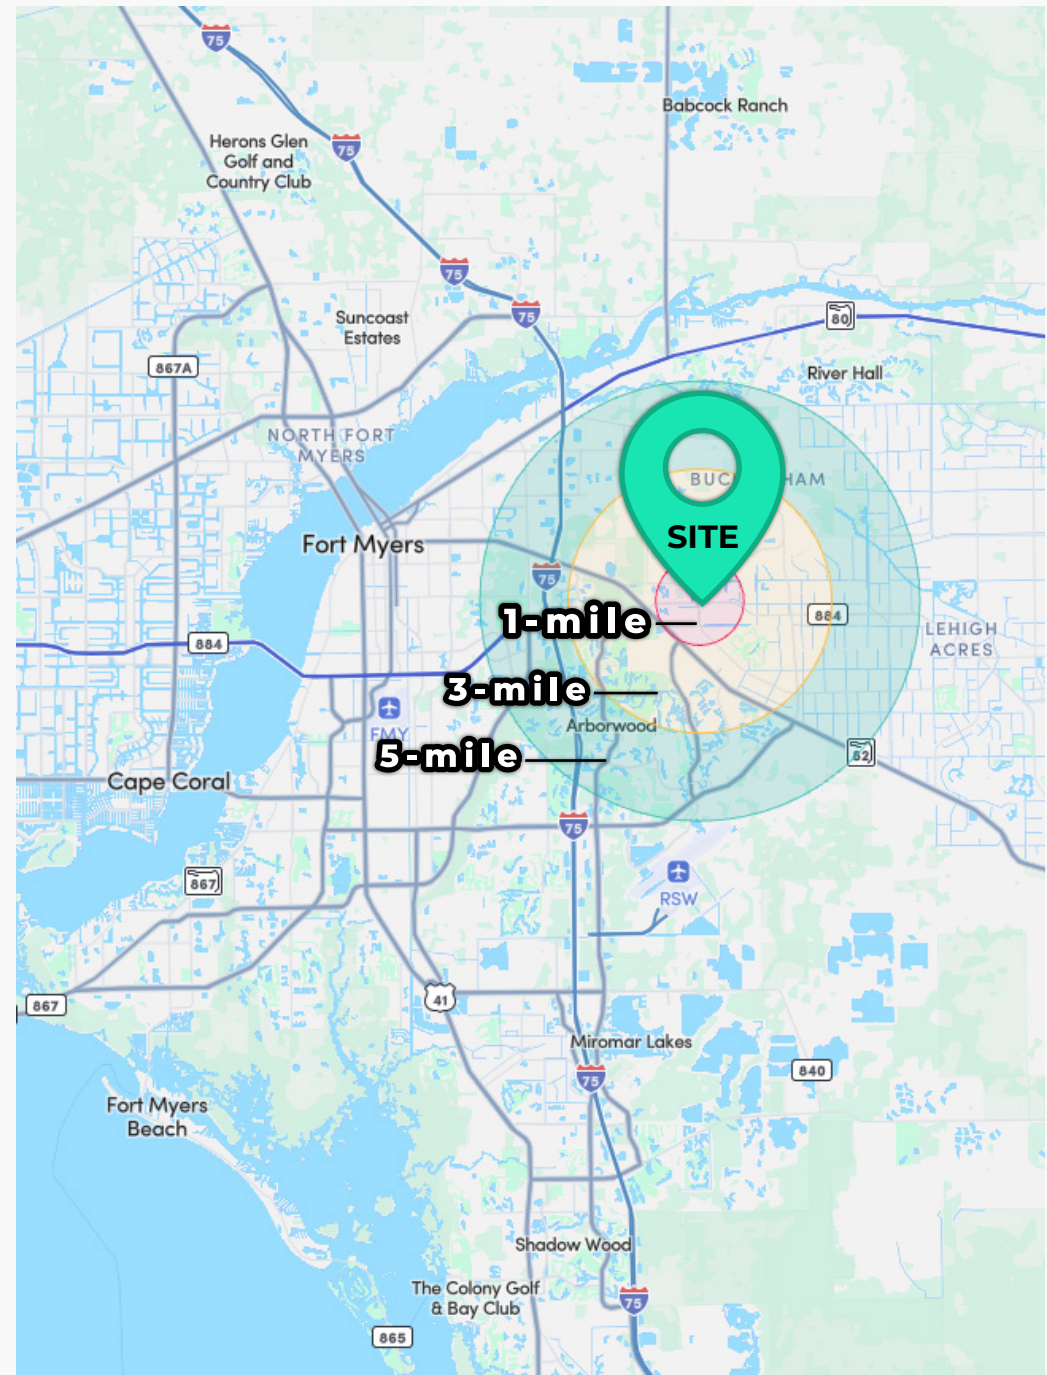 75
Babcock Ranch
Herons Glen
Golf and
Country Club
75
75
75
80
Suncoast
Estates
867A
River Hall
NORTH FORT
MYERS
BUC
HAM
SITE
Fort Myers
75
1-mile
884
LEHIGH
ACRES
884
3-mile
FMY
Arborwood
5-mile
82
Cape Coral
75
867
RSW
41
867
Miromar Lakes
75
840
Fort Myers
Beach
Shadow Wood
The Colony Golf
& Bay Club
75
865